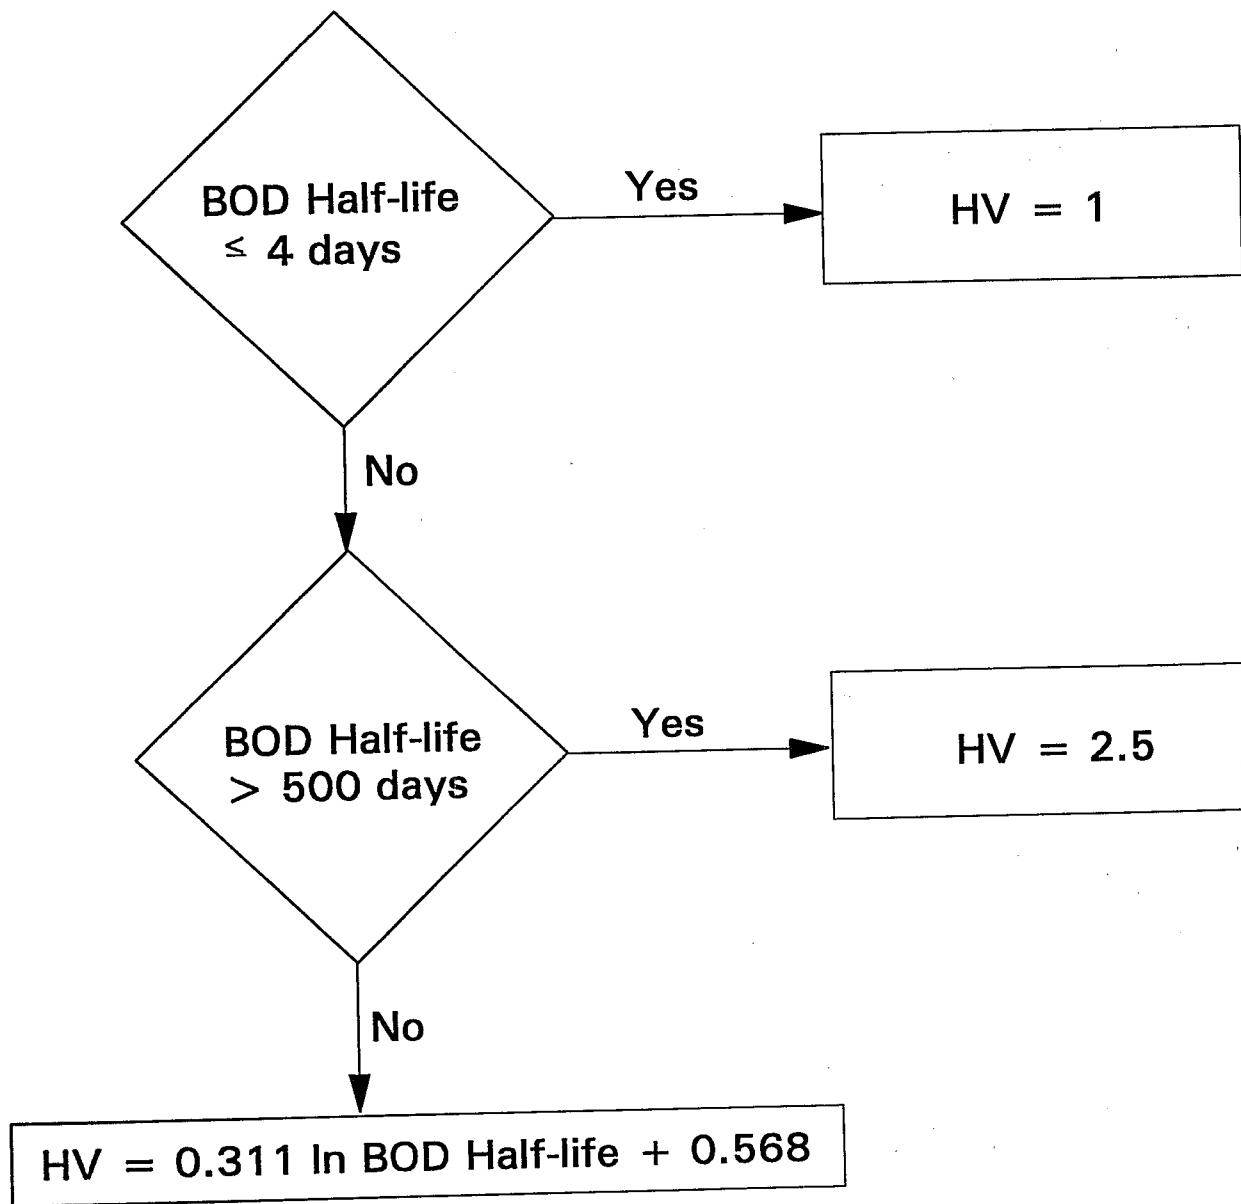 BOD Half-life
≤ 4 days
Yes
HV = 1
No
BOD Half-life
> 500 days
Yes
HV = 2.5
No
HV = 0.311 ln BOD Half-life + 0.568